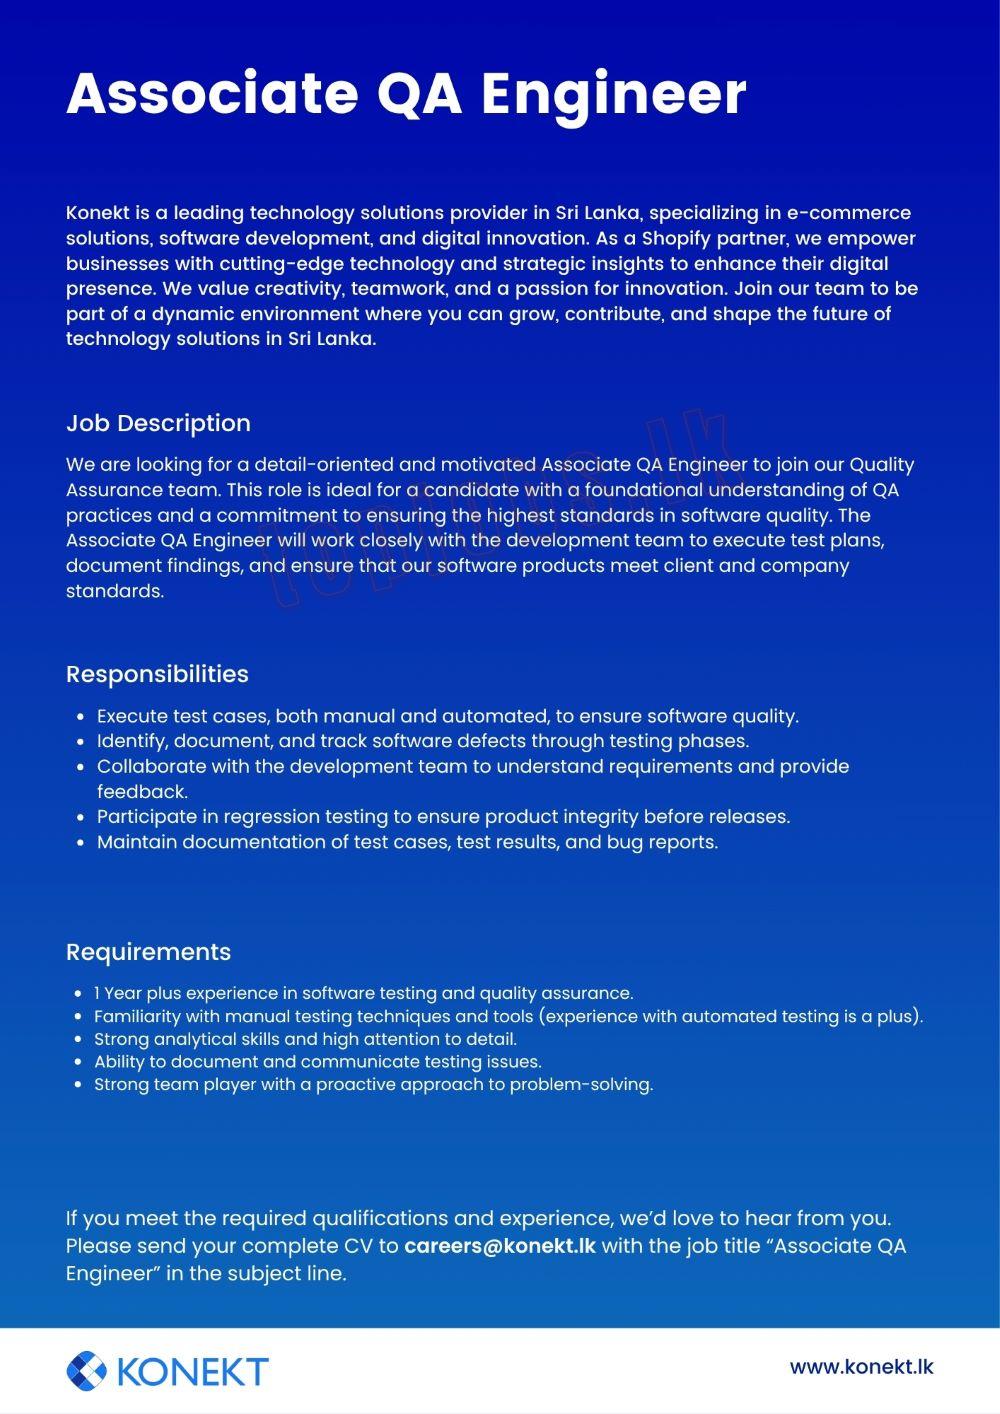 Associate QA Engineer
Konekt is a leading technology solutions provider in Sri Lanka, specializing in e-commerce
solutions, software development, and digital innovation. As a Shopify partner, we empower
businesses with cutting-edge technology and strategic insights to enhance their digital
presence. We value creativity, teamwork, and a passion for innovation. Join our team to be
part of a dynamic environment where you can grow, contribute, and shape the future of
technology solutions in Sri Lanka.
Job Description
We are looking for a detail-oriented and motivated Associate QA Engineer to join our Quality
Assurance team. This role is ideal for a candidate with a foundational understanding of QA
practices and a commitment to ensuring the highest standards in software quality. The
Associate QA Engineer will work closely with the development team to execute test plans,
document findings, and ensure that our software products meet client and company
standards.
topjobs.lk
Responsibilities
• Execute test cases, both manual and automated, to ensure software quality.
• Identify, document, and track software defects through testing phases.
• Collaborate with the development team to understand requirements and provide
feedback.
• Participate in regression testing to ensure product integrity before releases.
• Maintain documentation of test cases, test results, and bug reports.
Requirements
• 1 Year plus experience in software testing and quality assurance.
• Familiarity with manual testing techniques and tools (experience with automated testing is a plus).
• Strong analytical skills and high attention to detail.
• Ability to document and communicate testing issues.
• Strong team player with a proactive approach to problem-solving.
If you meet the required qualifications and experience, we’d love to hear from you.
Please send your complete CV to careers@konekt.lk with the job title “Associate QA
Engineer” in the subject line.
KONEKT
www.konekt.lk